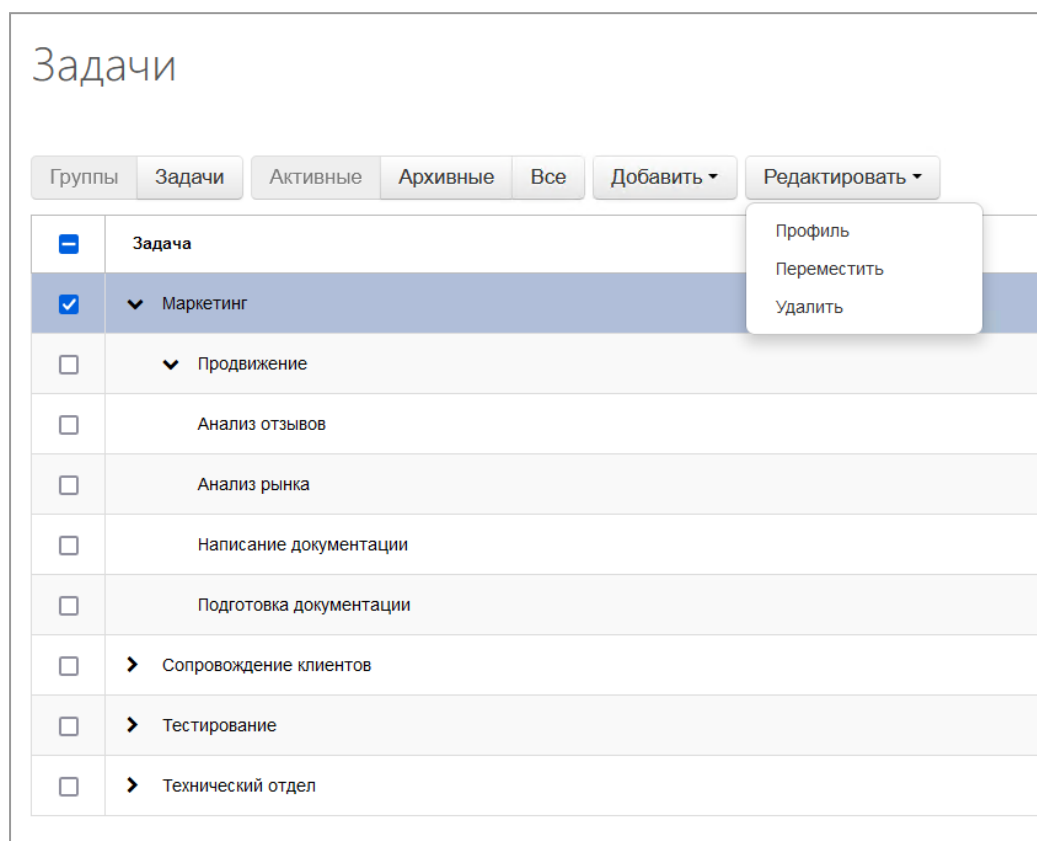 Задачи
Группы Задачи Активные Архивные Все Добавить Редактировать
Профиль
Переместить
Удалить
Задача
Маркетинг
Продвижение
Анализ отзывов
Анализ рынка
Написание документации
Подготовка документации
Сопровождение клиентов
Тестирование
Технический отдел